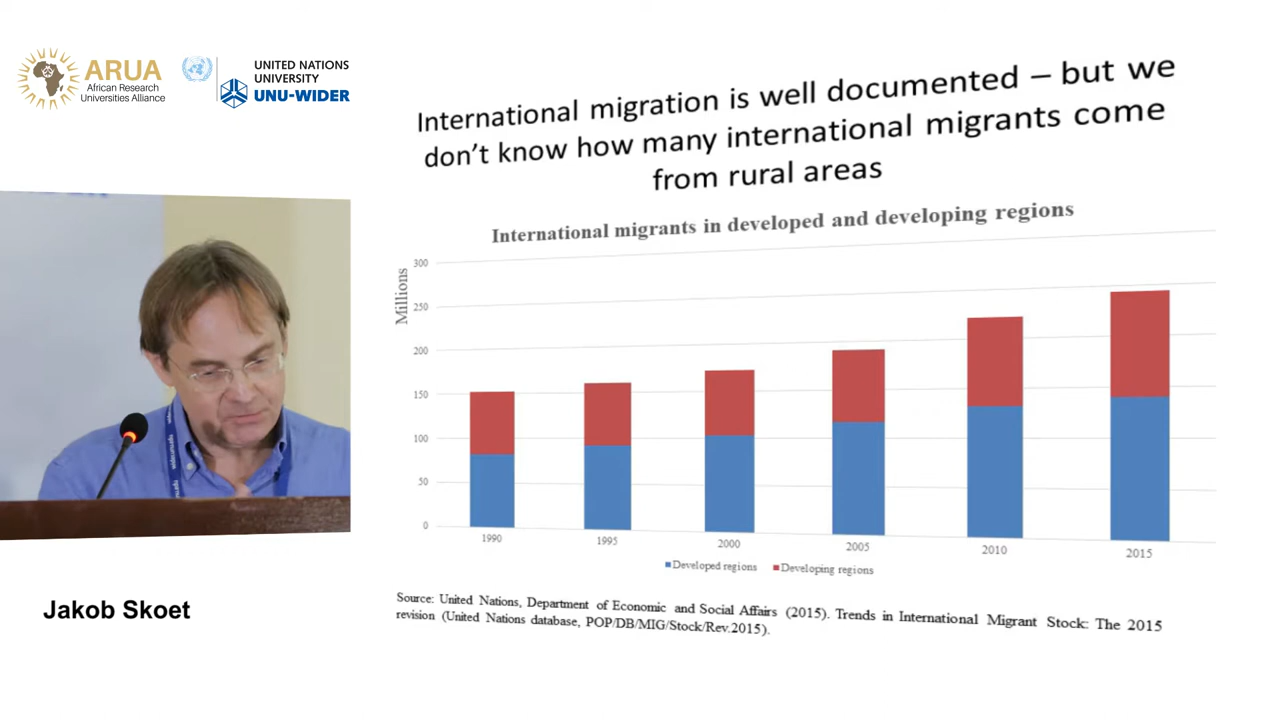 ARUA
African Research
Universities Alliance
UNITED NATIONS
UNIVERSITY
UNU-WIDER
International migration is well documented – but we
don't know how many international migrants come
from rural areas
International migrants in developed and developing regions
Millions
300
250
200
150
100
50
0
1990
1995
2000
2005
2010
2015
Developed regions
Developing regions
Source: United Nations, Department of Economic and Social Affairs (2015). Trends in International Migrant Stock: The 2015
revision (United Nations database, POP/DB/MIG/Stock/Rev.2015).
Jakob Skoet